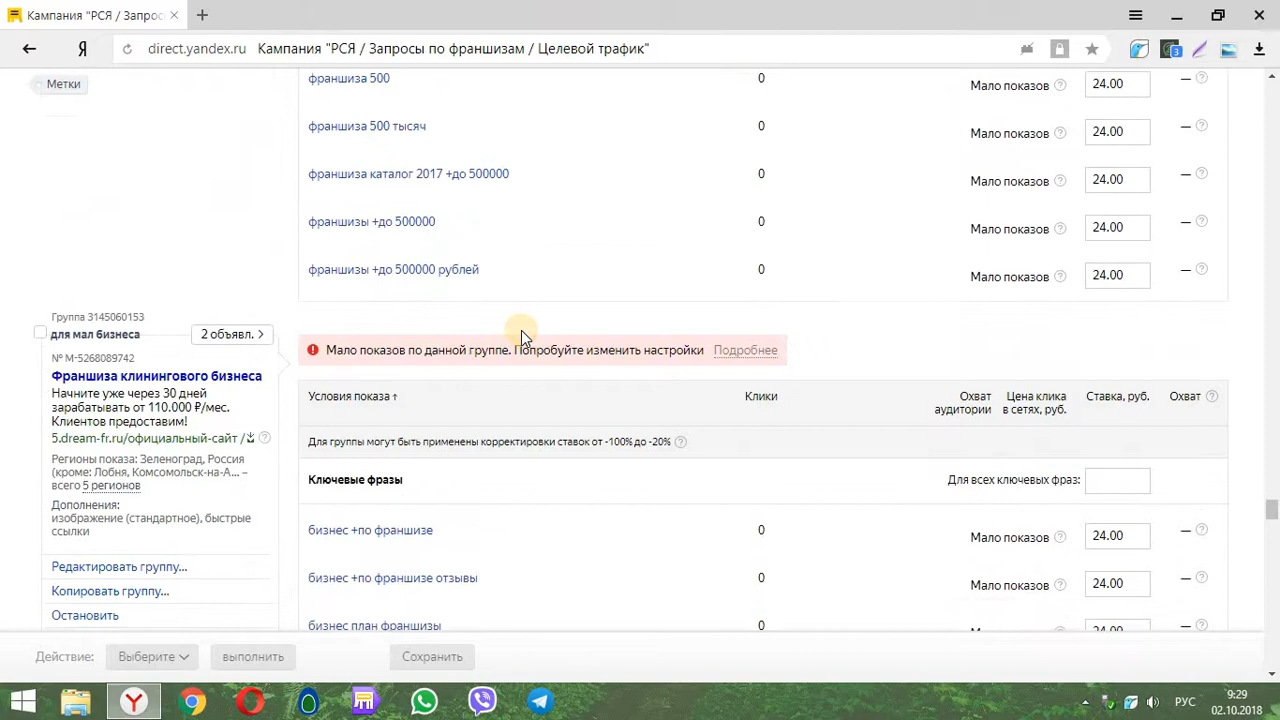 Кампания "РСЯ / Запрос
direct.yandex.ru Кампания "РСЯ / Запросы по франшизам / Целевой трафик"
3
Метки
франшиза 500 0 Мало показов ? 24.00 — ?
франшиза 500 тысяч 0 Мало показов ? 24.00 — ?
франшиза каталог 2017 +до 500000 0 Мало показов ? 24.00 — ?
франшизы +до 500000 0 Мало показов ? 24.00 — ?
франшизы +до 500000 рублей 0 Мало показов ? 24.00 — ?
Группа 3145060153
для мал бизнеса 2 объявл. >
№ М-5268089742
Франшиза клинингового бизнеса
Начните уже через 30 дней
зарабатывать от 110.000 ₽/мес.
Клиентов предоставим!
5.dream-fr.ru/официальный-сайт / ?
Регионы показа: Зеленоград, Россия
(кроме: Лобня, Комсомольск-на-А... –
всего 5 регионов
Дополнения:
изображение (стандартное), быстрые
ссылки
Редактировать группу...
Копировать группу...
Остановить
Мало показов по данной группе. Попробуйте изменить настройки Подробнее
Условия показа ↑ Клики Охват аудитории Цена клика в сетях, руб. Ставка, руб. Охват ?
Для группы могут быть применены корректировки ставок от -100% до -20% ?
Ключевые фразы Для всех ключевых фраз:
бизнес +по франшизе 0 Мало показов ? 24.00 — ?
бизнес +по франшизе отзывы 0 Мало показов ? 24.00 — ?
бизнес план франшизы 0 24.00
Действие: Выберите выполнить Сохранить
РУС
9:29
02.10.2018